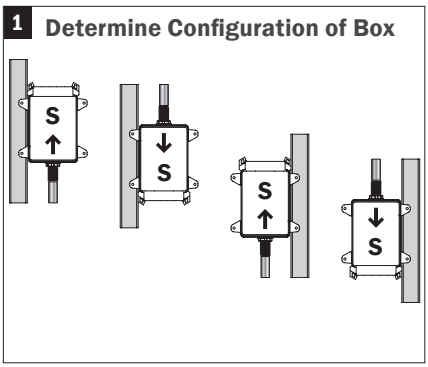 1 Determine Configuration of Box
S
↑
↓
S
S
↑
↓
S